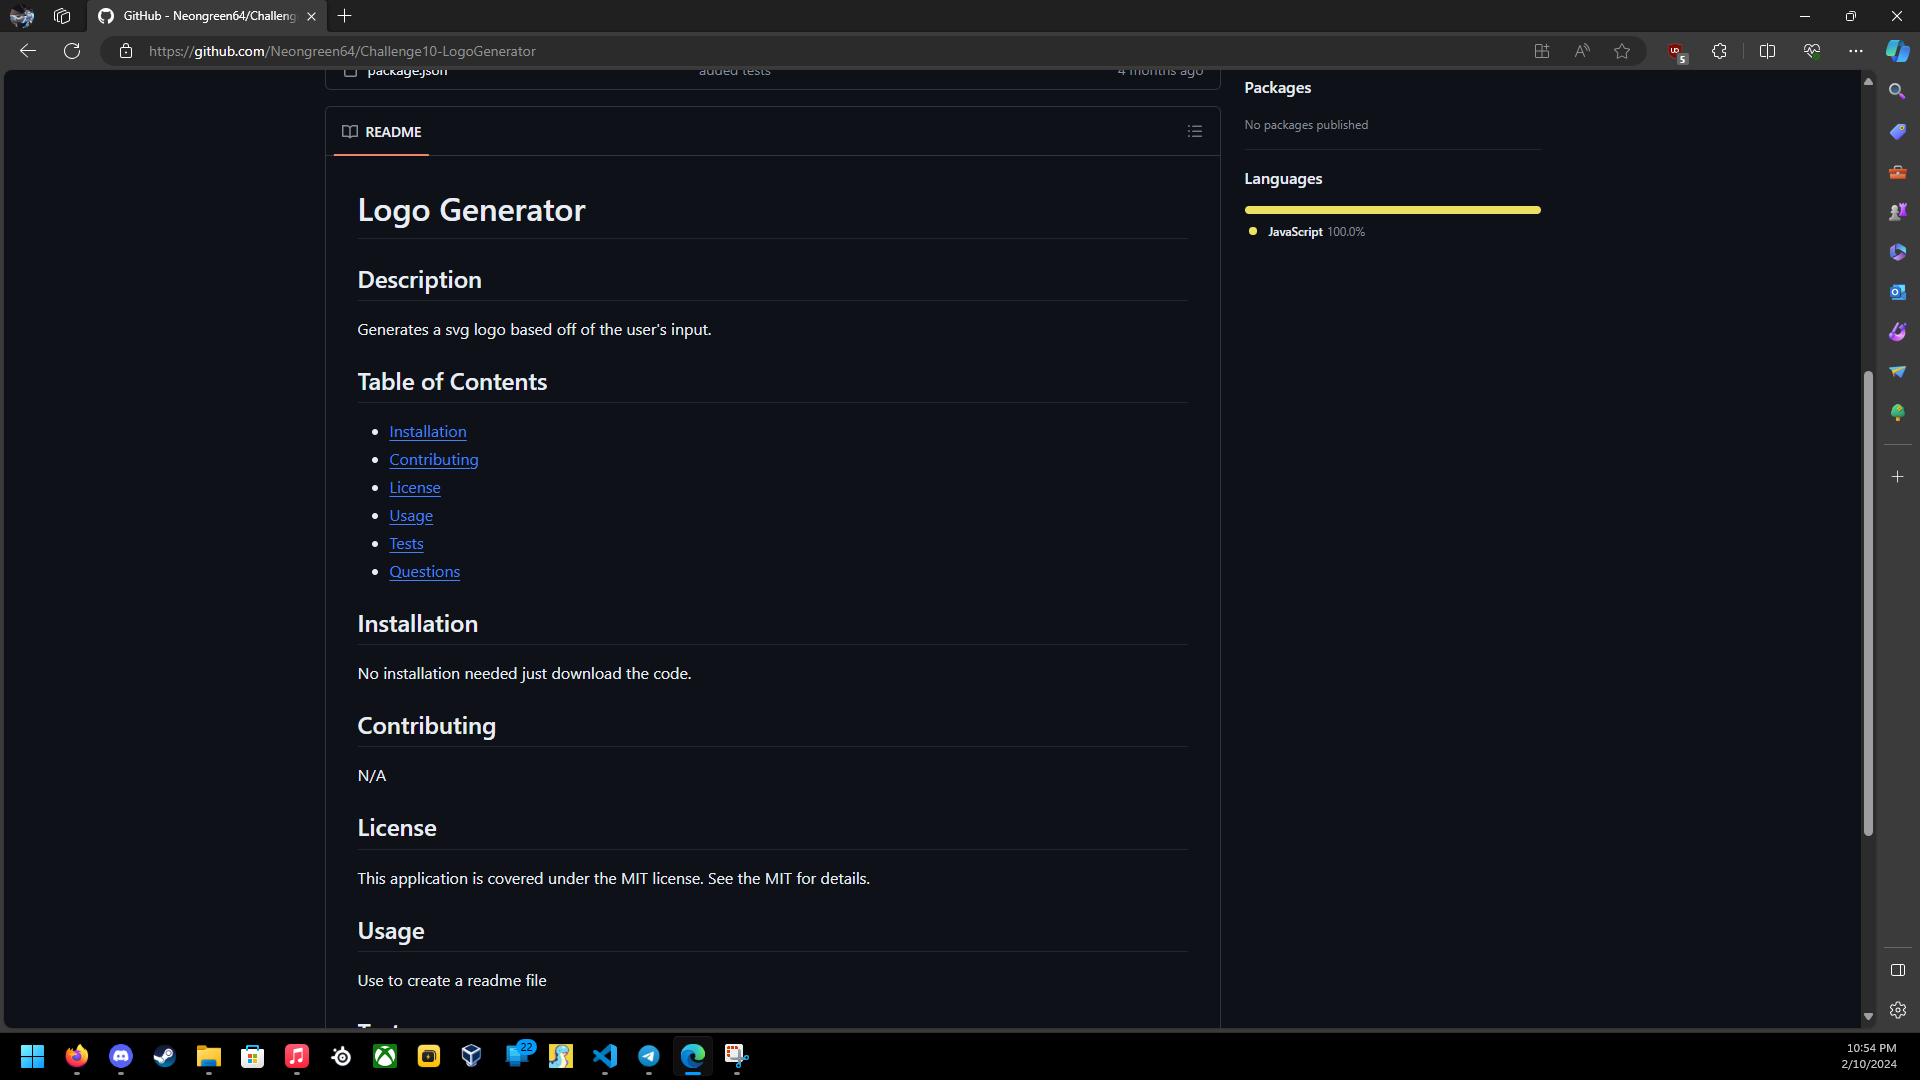 GitHub - Neongreen64/Challeng
https://github.com/Neongreen64/Challenge10-LogoGenerator
5
package.json added tests 4 months ago
Packages
No packages published
Languages
JavaScript 100.0%
README
Logo Generator
Description
Generates a svg logo based off of the user's input.
Table of Contents
Installation
Contributing
License
Usage
Tests
Questions
Installation
No installation needed just download the code.
Contributing
N/A
License
This application is covered under the MIT license. See the MIT for details.
Usage
Use to create a readme file
22
10:54 PM
2/10/2024